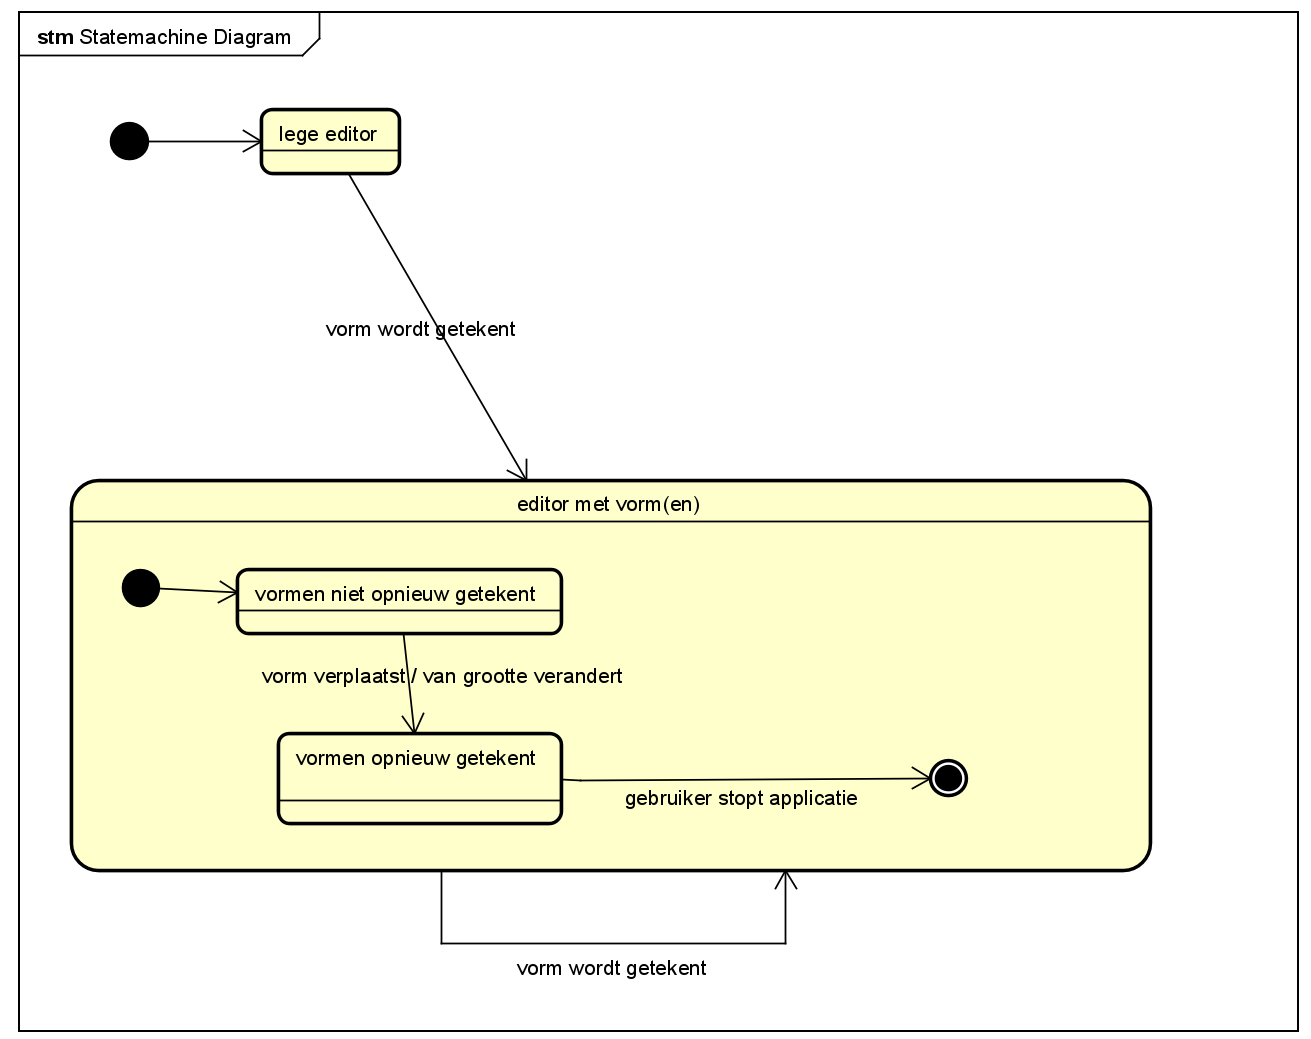 stm Statemachine Diagram
lege editor
vorm wordt getekent
editor met vorm(en)
vormen niet opnieuw getekent
vorm verplaatst / van grootte verandert
vormen opnieuw getekent
gebruiker stopt applicatie
vorm wordt getekent